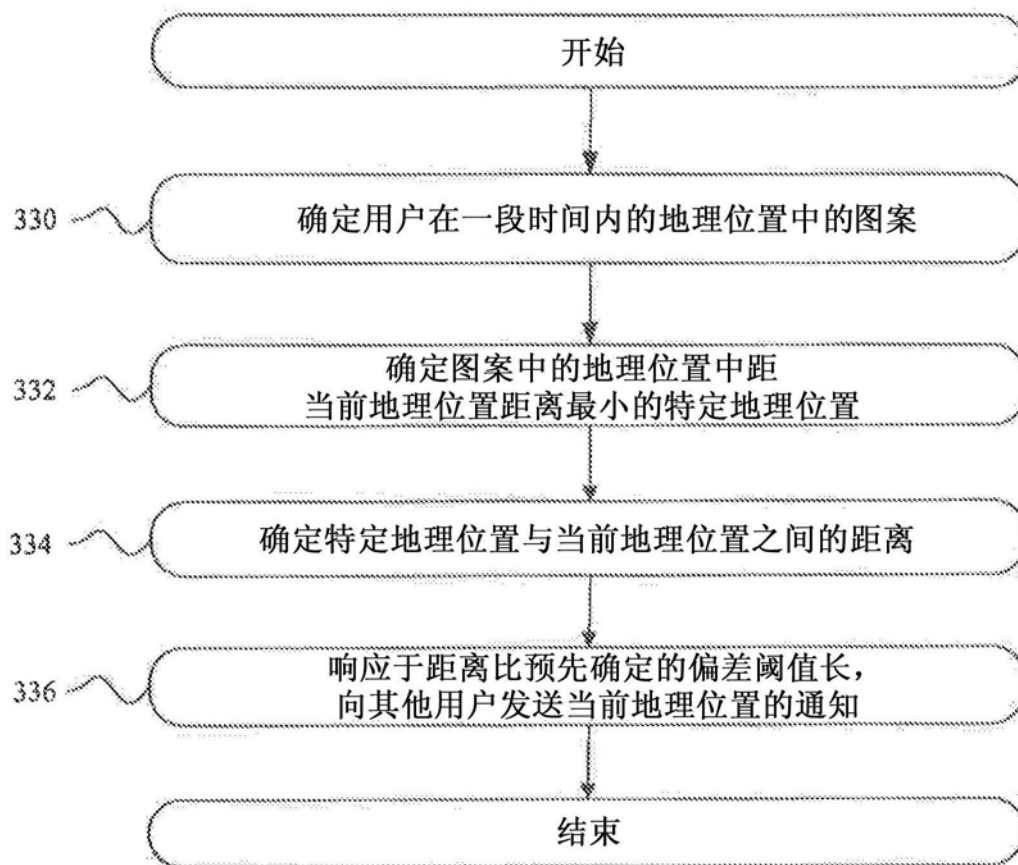 开始
330
确定用户在一段时间内的地理位置中的图案
332
确定图案中的地理位置中距
当前地理位置距离最小的特定地理位置
334
确定特定地理位置与当前地理位置之间的距离
336
响应于距离比预先确定的偏差阈值长，
向其他用户发送当前地理位置的通知
结束